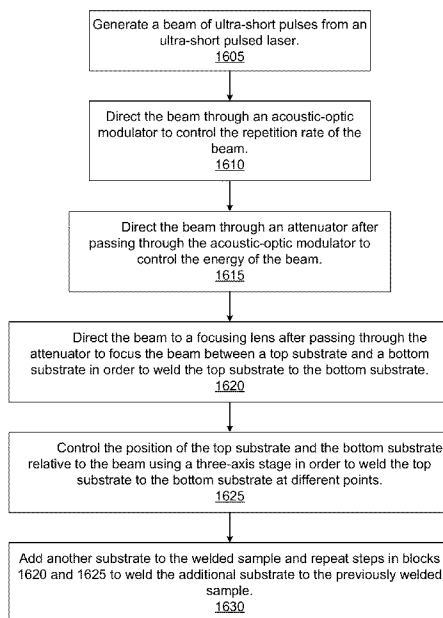 Generate a beam of ultra-short pulses from an
ultra-short pulsed laser.
1605
Direct the beam through an acoustic-optic
modulator to control the repetition rate of the
beam.
1610
Direct the beam through an attenuator after
passing through the acoustic-optic modulator to
control the energy of the beam.
1615
Direct the beam to a focusing lens after passing through the
attenuator to focus the beam between a top substrate and a bottom
substrate in order to weld the top substrate to the bottom substrate.
1620
Control the position of the top substrate and the bottom substrate
relative to the beam using a three-axis stage in order to weld the top
substrate to the bottom substrate at different points.
1625
Add another substrate to the welded sample and repeat steps in blocks
1620 and 1625 to weld the additional substrate to the previously welded
sample.
1630